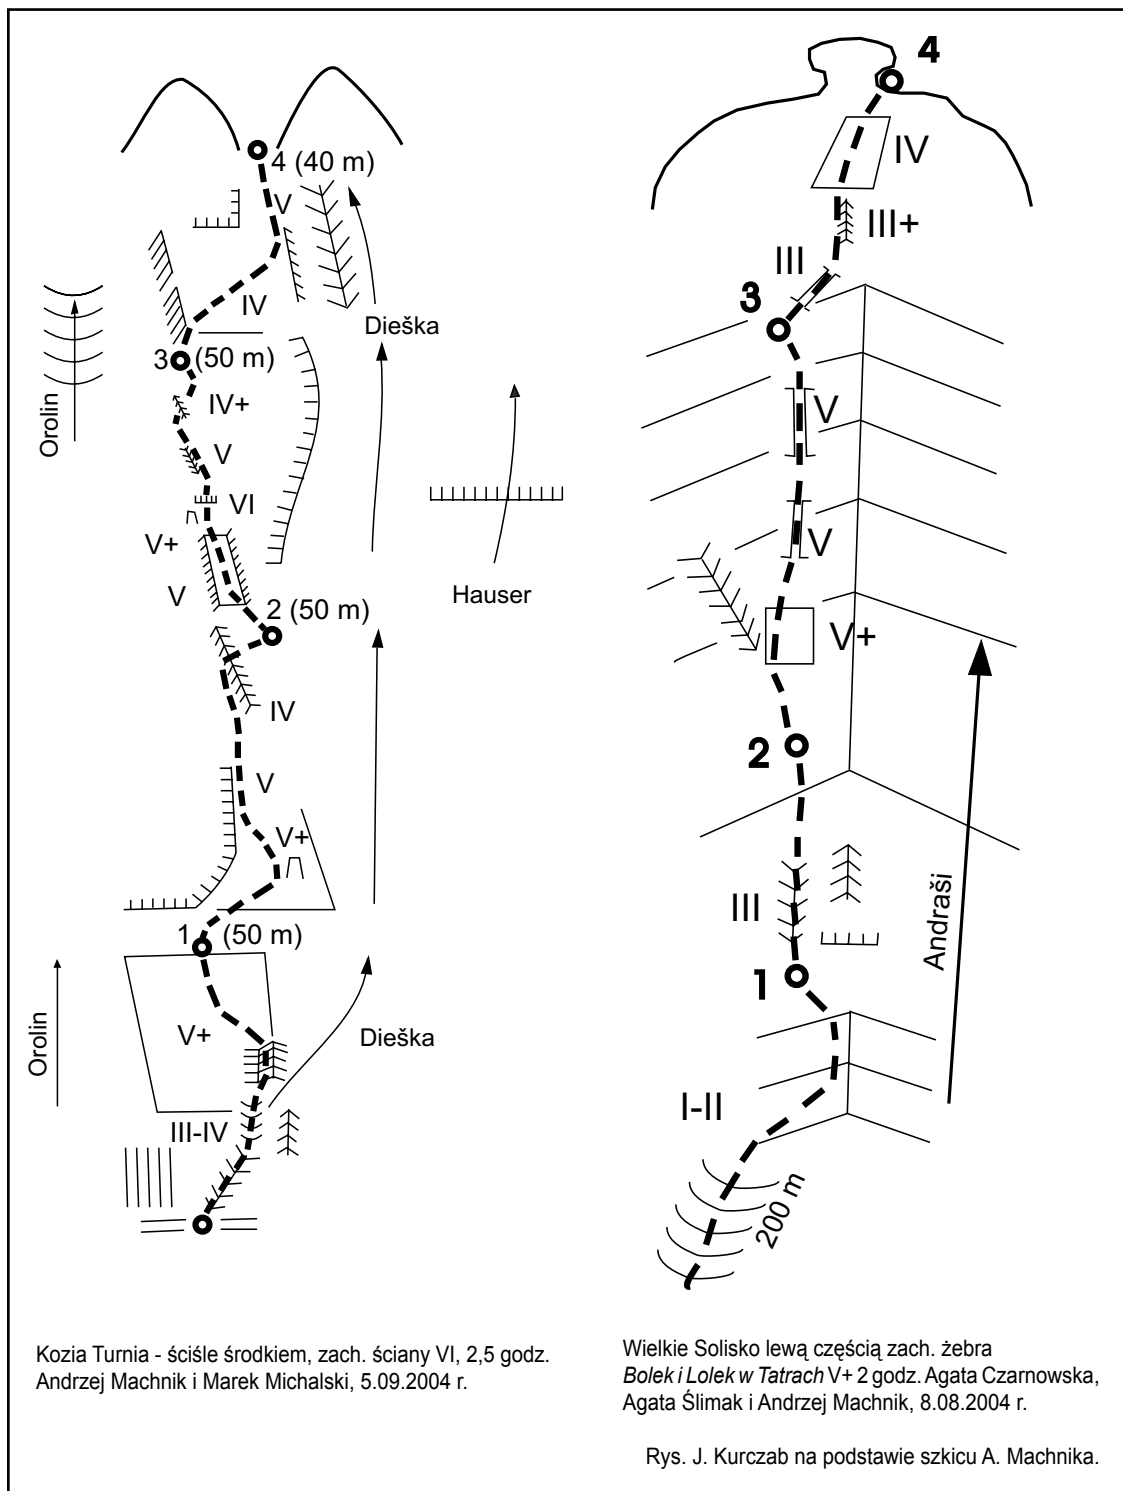 4 (40 m)
V
IV
Dieška
Orolin
3 (50 m)
IV+
V
VI
V+
V
Hauser
2 (50 m)
IV
V
V+
1 (50 m)
V+
Dieška
Orolin
III-IV
4
IV
III+
III
3
V
V
V+
2
III
Andraši
1
I-II
200 m
Kozia Turnia - ściśle środkiem, zach. ściany VI, 2,5 godz.
Andrzej Machnik i Marek Michalski, 5.09.2004 r.
Wielkie Solisko lewą częścią zach. żebra
Bolek i Lolek w Tatrach V+ 2 godz. Agata Czarnowska,
Agata Ślimak i Andrzej Machnik, 8.08.2004 r.
Rys. J. Kurczab na podstawie szkicu A. Machnika.